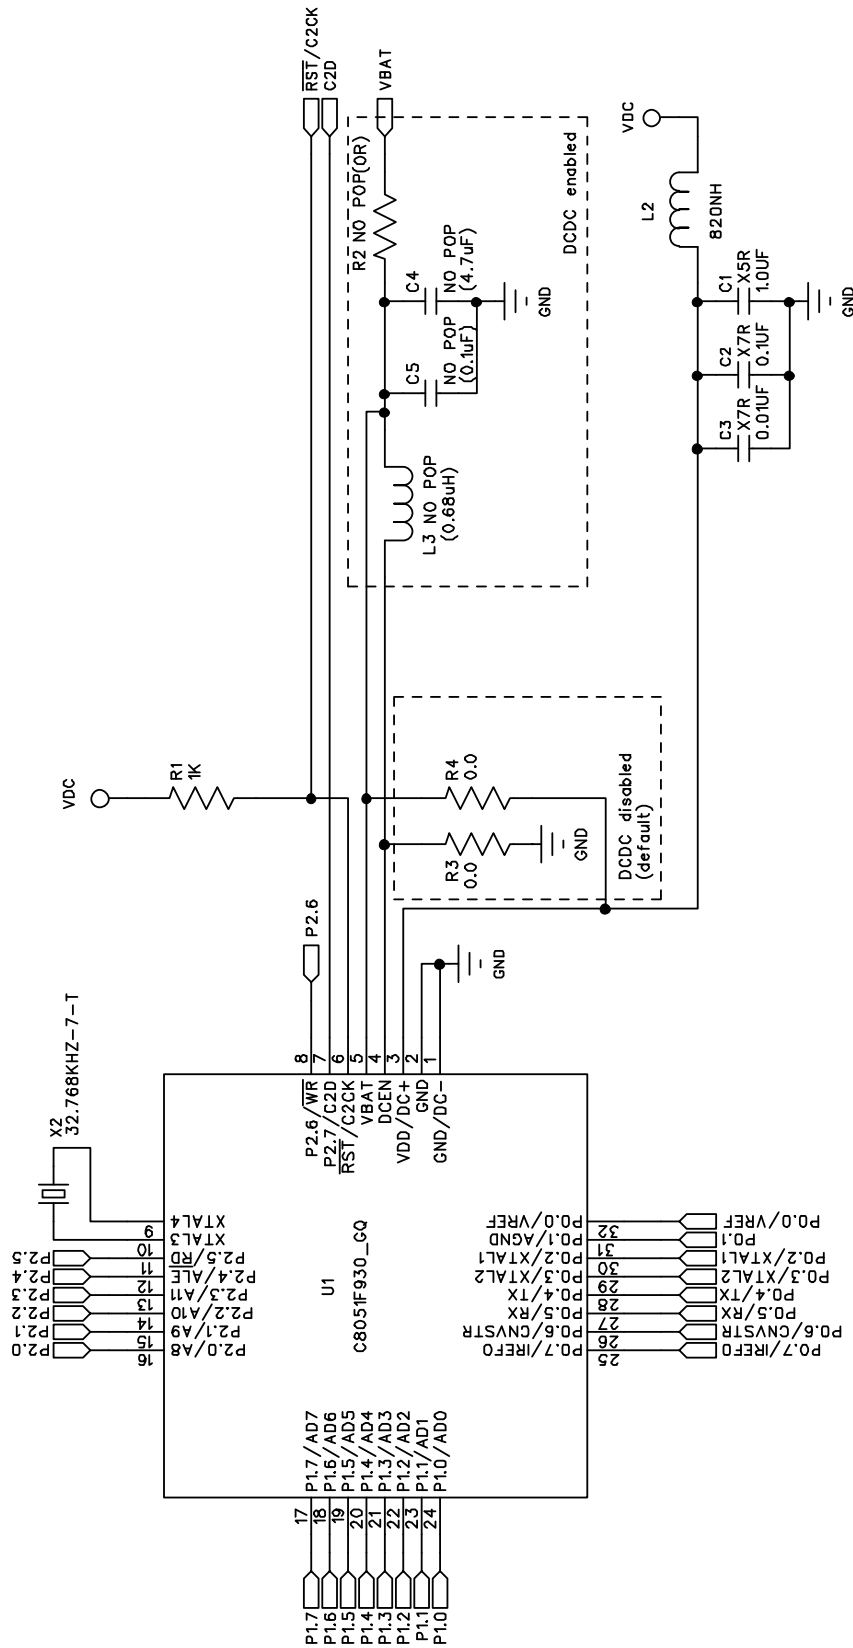 RST/C2CK
C2D
VBAT
R2 NO POP(0R)
C4
NO POP
(4.7uF)
C5
NO POP
(0.1uF)
GND
L3 NO POP
(0.68uH)
DCDC enabled
VDC
L2
820NH
C1
X5R
1.0UF
C2
X7R
0.1UF
C3
X7R
0.01UF
GND
VDC
R1
1K
R4
0.0
R3
0.0
GND
DCDC disabled
(default)
P2.6
GND
X2
32.768KHZ-7-T
8
7
6
5
4
3
2
1
P2.6/WR
P2.7/C2D
RST/C2CK
VBAT
DCEN
VDD/DC+
GND
GND/DC-
XTAL4
XTAL3
P2.5/RD
P2.4/ALE
P2.3/A11
P2.2/A10
P2.1/A9
P2.0/A8
9
10
11
12
13
14
15
16
P2.5
P2.4
P2.3
P2.2
P2.1
P2.0
U1
C8051F930_GQ
P0.0/VREF
P0.1/AGND
P0.2/XTAL1
P0.3/XTAL2
P0.4/TX
P0.5/RX
P0.6/CNVSTR
P0.7/IREF0
32
31
30
29
28
27
26
25
P0.0/VREF
P0.1
P0.2/XTAL1
P0.3/XTAL2
P0.4/TX
P0.5/RX
P0.6/CNVSTR
P0.7/IREF0
P1.7/AD7
P1.6/AD6
P1.5/AD5
P1.4/AD4
P1.3/AD3
P1.2/AD2
P1.1/AD1
P1.0/AD0
17
18
19
20
21
22
23
24
P1.7
P1.6
P1.5
P1.4
P1.3
P1.2
P1.1
P1.0